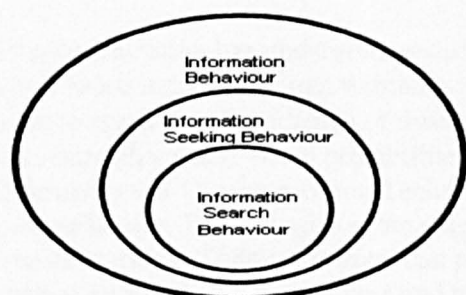 Information
Behaviour
Information
Seeking Behaviour
Information
Search
Behaviour